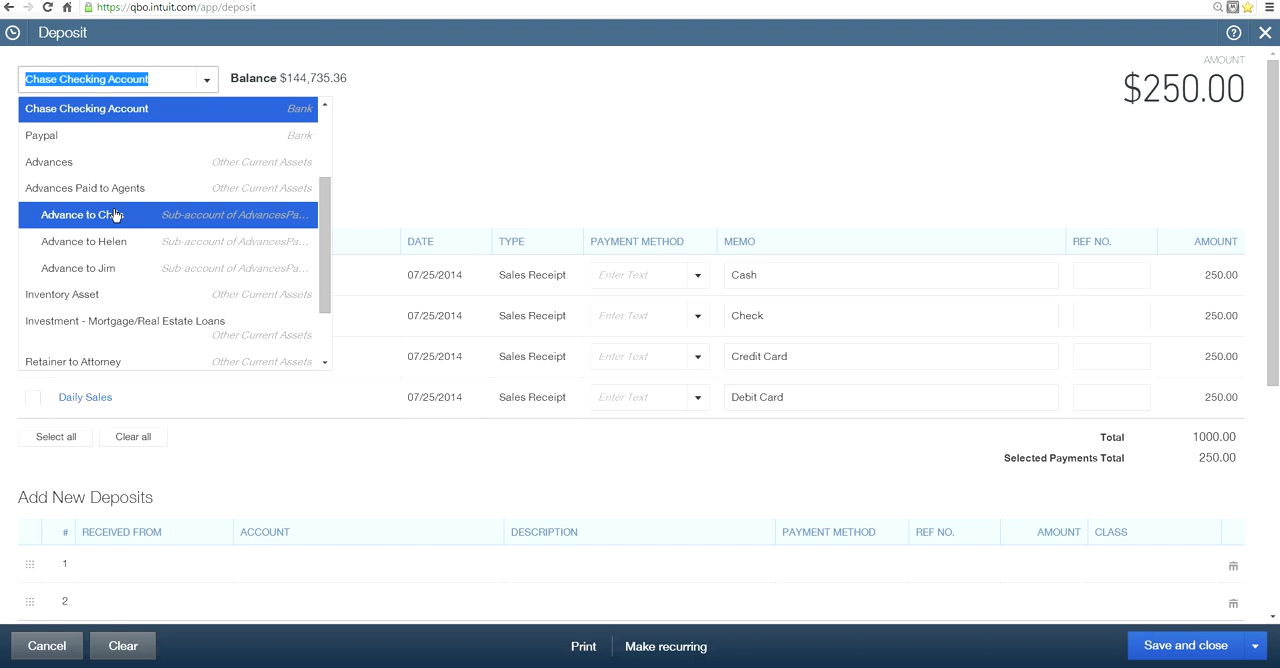 https://qbo.intuit.com/app/deposit
Deposit
AMOUNT
Chase Checking Account Balance $144,735.36 $250.00
Chase Checking Account Bank
Paypal Bank
Advances Other Current Assets
Advances Paid to Agents Other Current Assets
Advance to Sub-account of AdvancesPa...
Advance to Helen Sub-account of AdvancesPa...
Advance to Jim Sub-account of AdvancesPa...
Inventory Asset Other Current Assets
Investment - Mortgage/Real Estate Loans
Other Current Assets
Retainer to Attorney Other Current Assets
DATE TYPE PAYMENT METHOD MEMO REF NO. AMOUNT
07/25/2014 Sales Receipt Enter Text Cash 250.00
07/25/2014 Sales Receipt Enter Text Check 250.00
07/25/2014 Sales Receipt Enter Text Credit Card 250.00
Daily Sales 07/25/2014 Sales Receipt Enter Text Debit Card 250.00
Select all Clear all Total 1000.00
Selected Payments Total 250.00
Add New Deposits
# RECEIVED FROM ACCOUNT DESCRIPTION PAYMENT METHOD REF NO. AMOUNT CLASS
1
2
Cancel Clear Print Make recurring Save and close